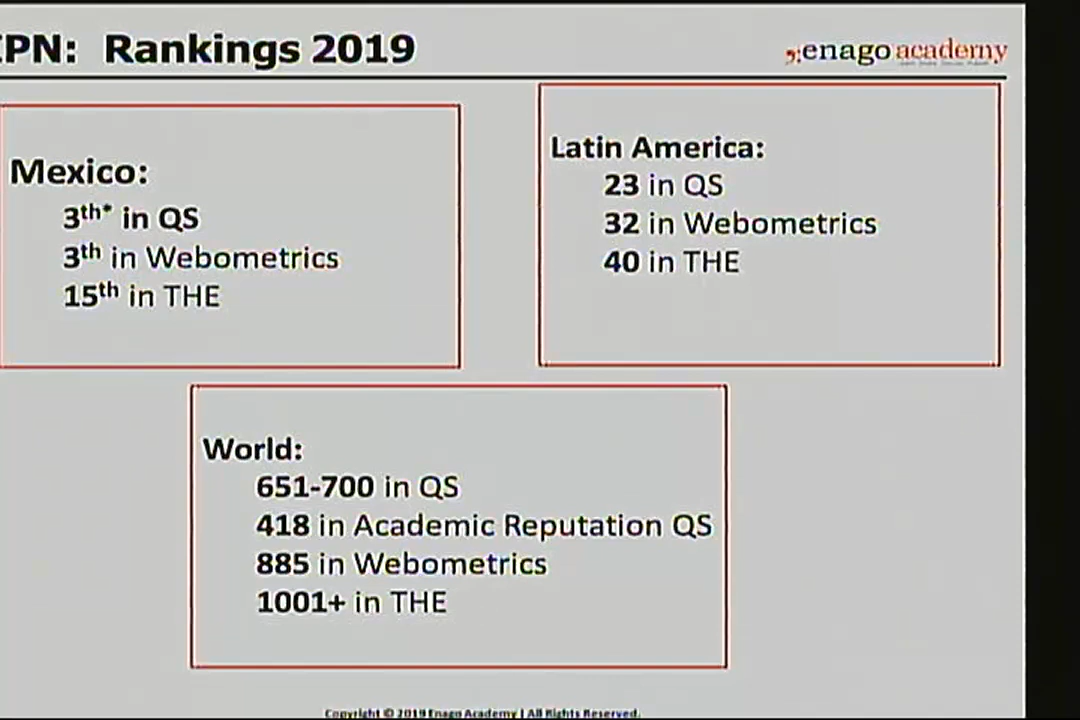 IPN: Rankings 2019
enago academy
Mexico:
3th* in QS
3th in Webometrics
15th in THE
Latin America:
23 in QS
32 in Webometrics
40 in THE
World:
651-700 in QS
418 in Academic Reputation QS
885 in Webometrics
1001+ in THE
Copyright © 2019 Enago Academy | All Rights Reserved.